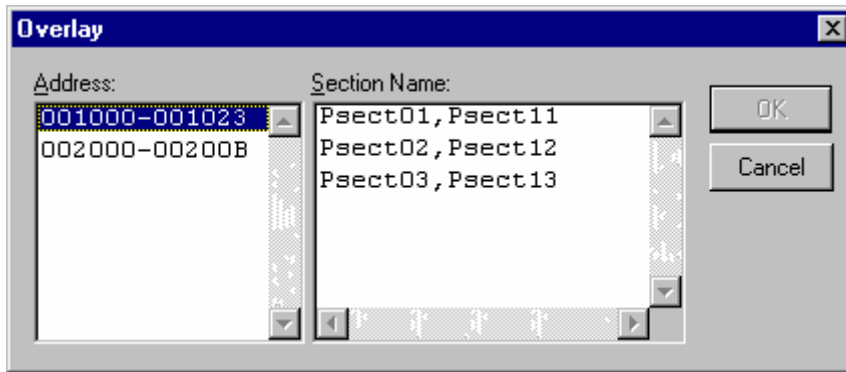 Overlay
Address:
001000-001023
002000-00200B
Section Name:
Psect01,Psect11
Psect02,Psect12
Psect03,Psect13
OK
Cancel